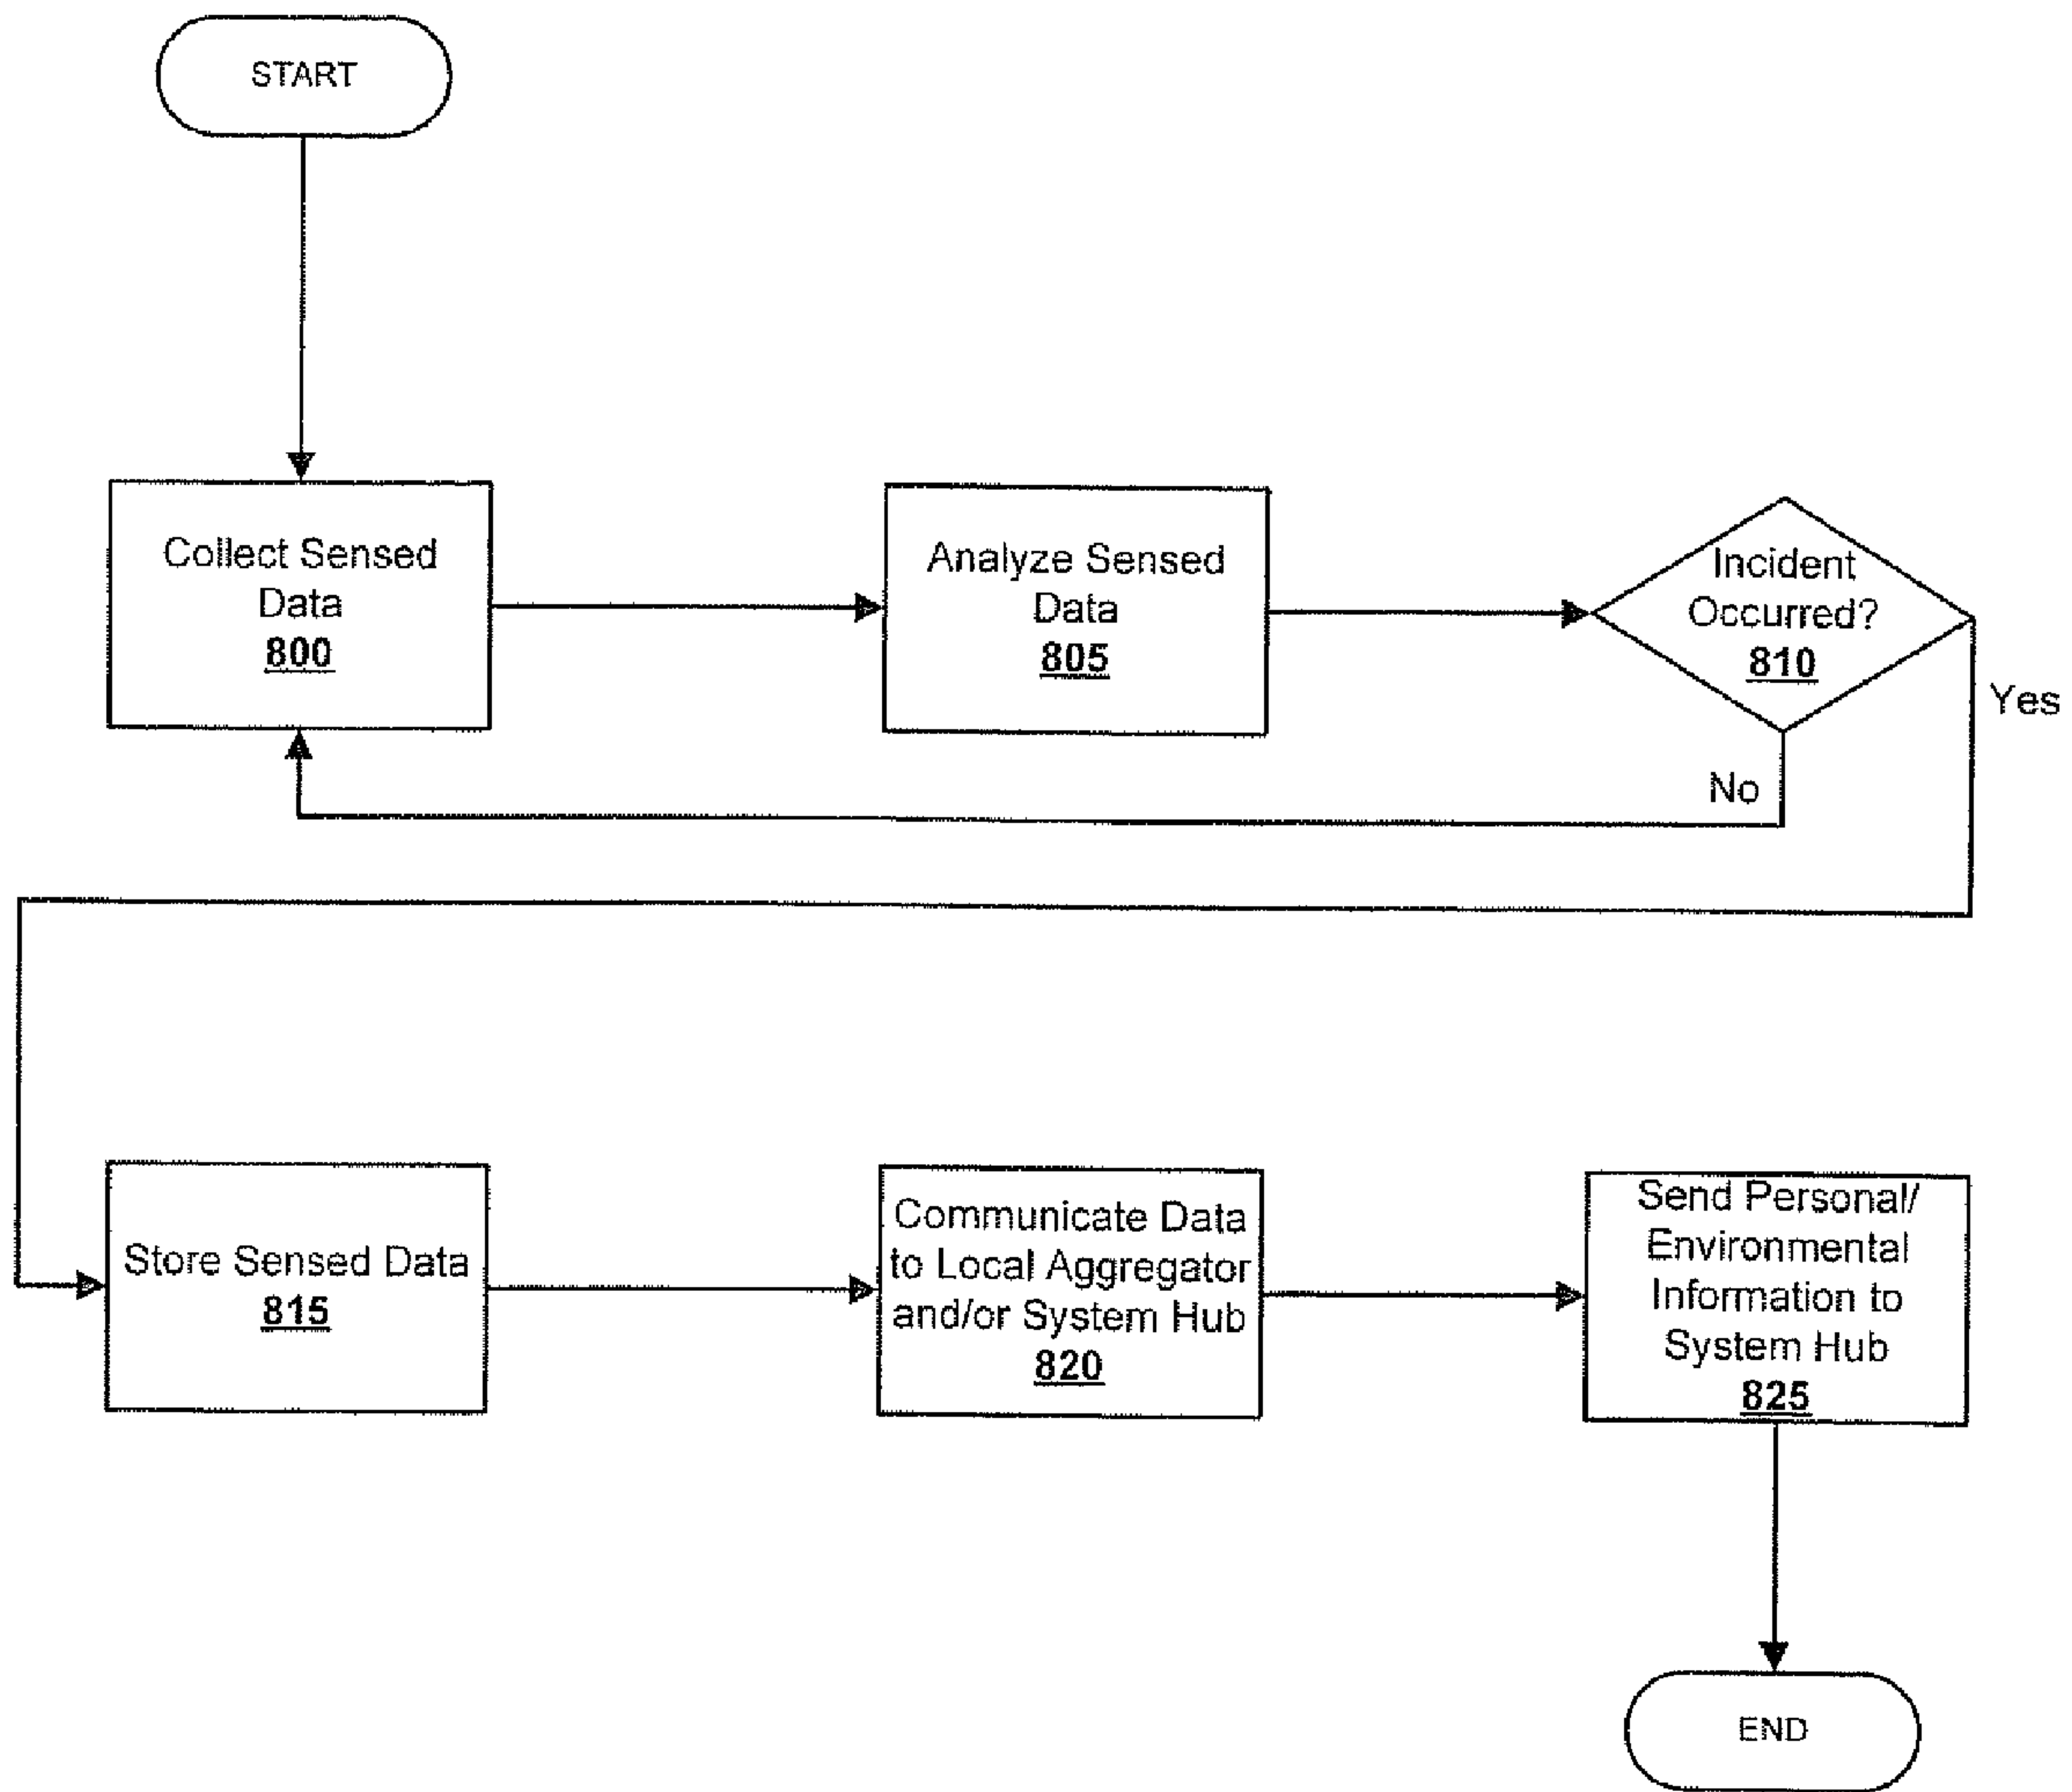 START
Collect Sensed
Data
800
Analyze Sensed
Data
805
Incident
Occurred?
810
Yes
No
Store Sensed Data
815
Communicate Data
to Local Aggregator
and/or System Hub
820
Send Personal/
Environmental
Information to
System Hub
825
END